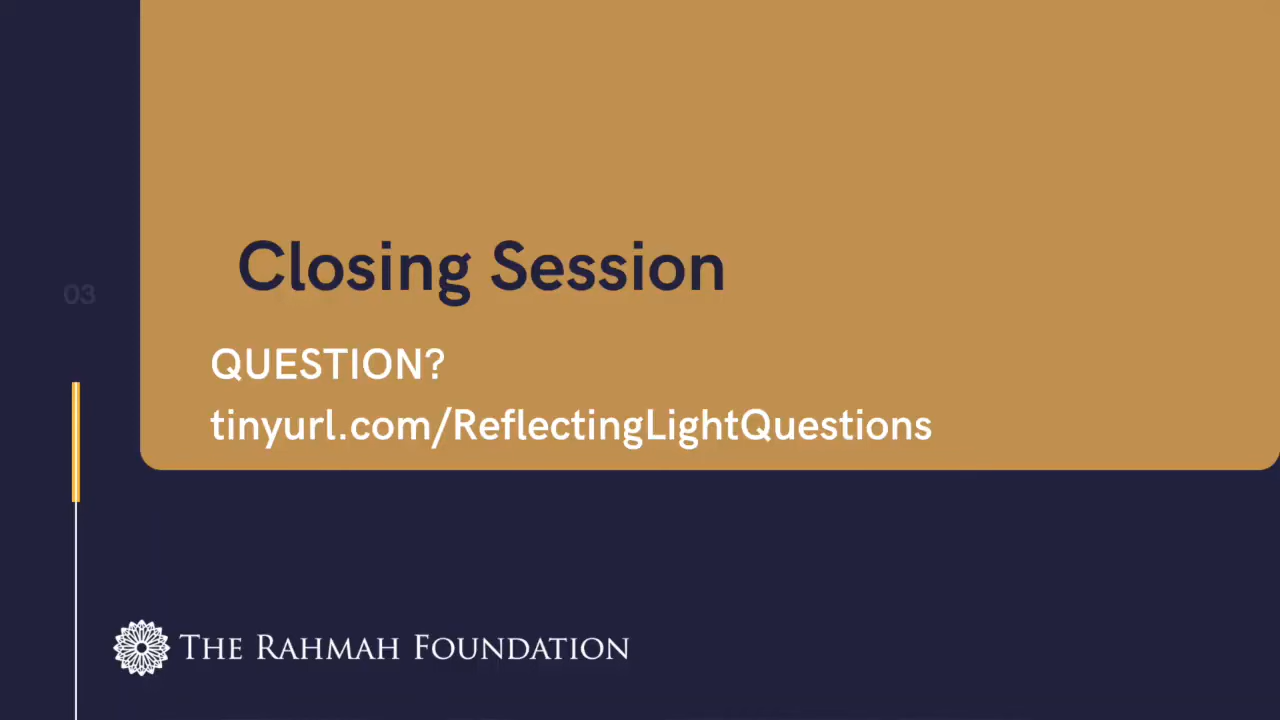 Closing Session
03
QUESTION?
tinyurl.com/ReflectingLightQuestions
THE RAHMAH FOUNDATION